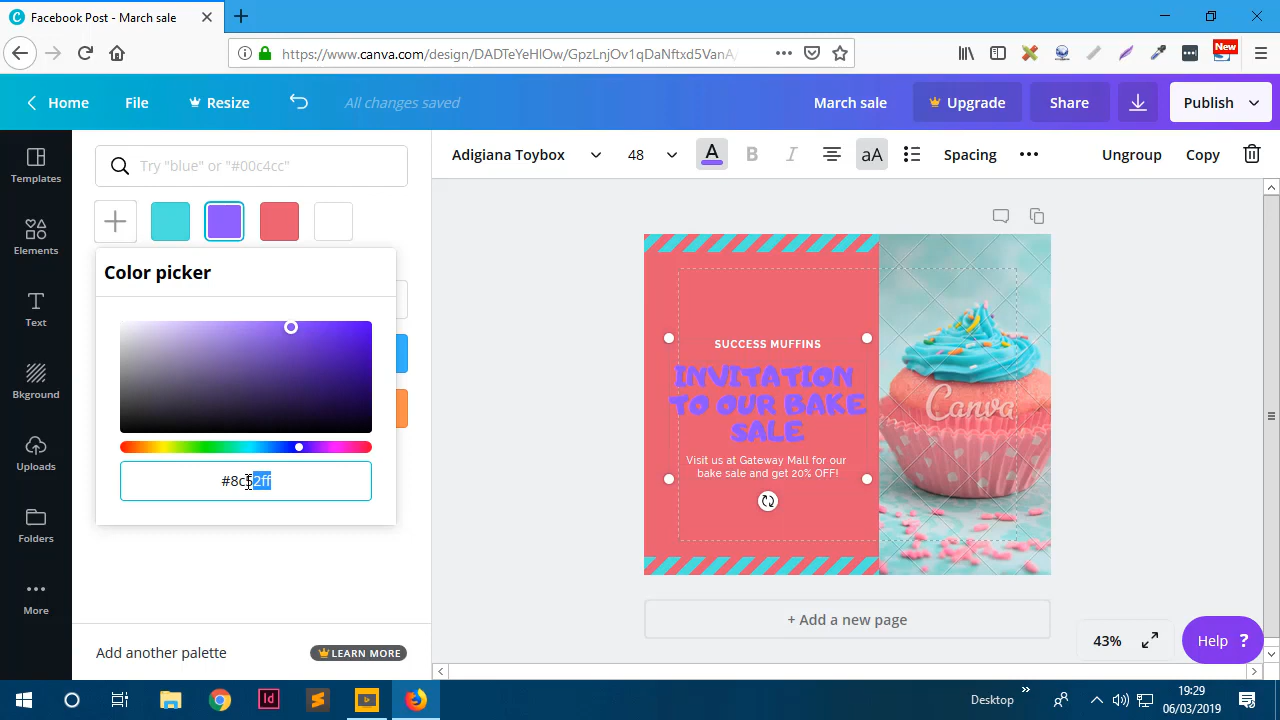 Facebook Post - March sale
https://www.canva.com/design/DADTeYeHlOw/GpzLnjOv1qDaNftxd5VanA/
New
Home
File
Resize
All changes saved
March sale
Upgrade
Share
Publish
Templates
Elements
Text
Bkground
Uploads
Folders
More
Try "blue" or "#00c4cc"
Color picker
#8c52ff
Add another palette
LEARN MORE
Adigiana Toybox
48
A
B
I
aA
Spacing
Ungroup
Copy
SUCCESS MUFFINS
INVITATION
TO OUR BAKE
SALE
Visit us at Gateway Mall for our
bake sale and get 20% OFF!
Canva
+ Add a new page
43%
Help ?
Id
Desktop
19:29
06/03/2019